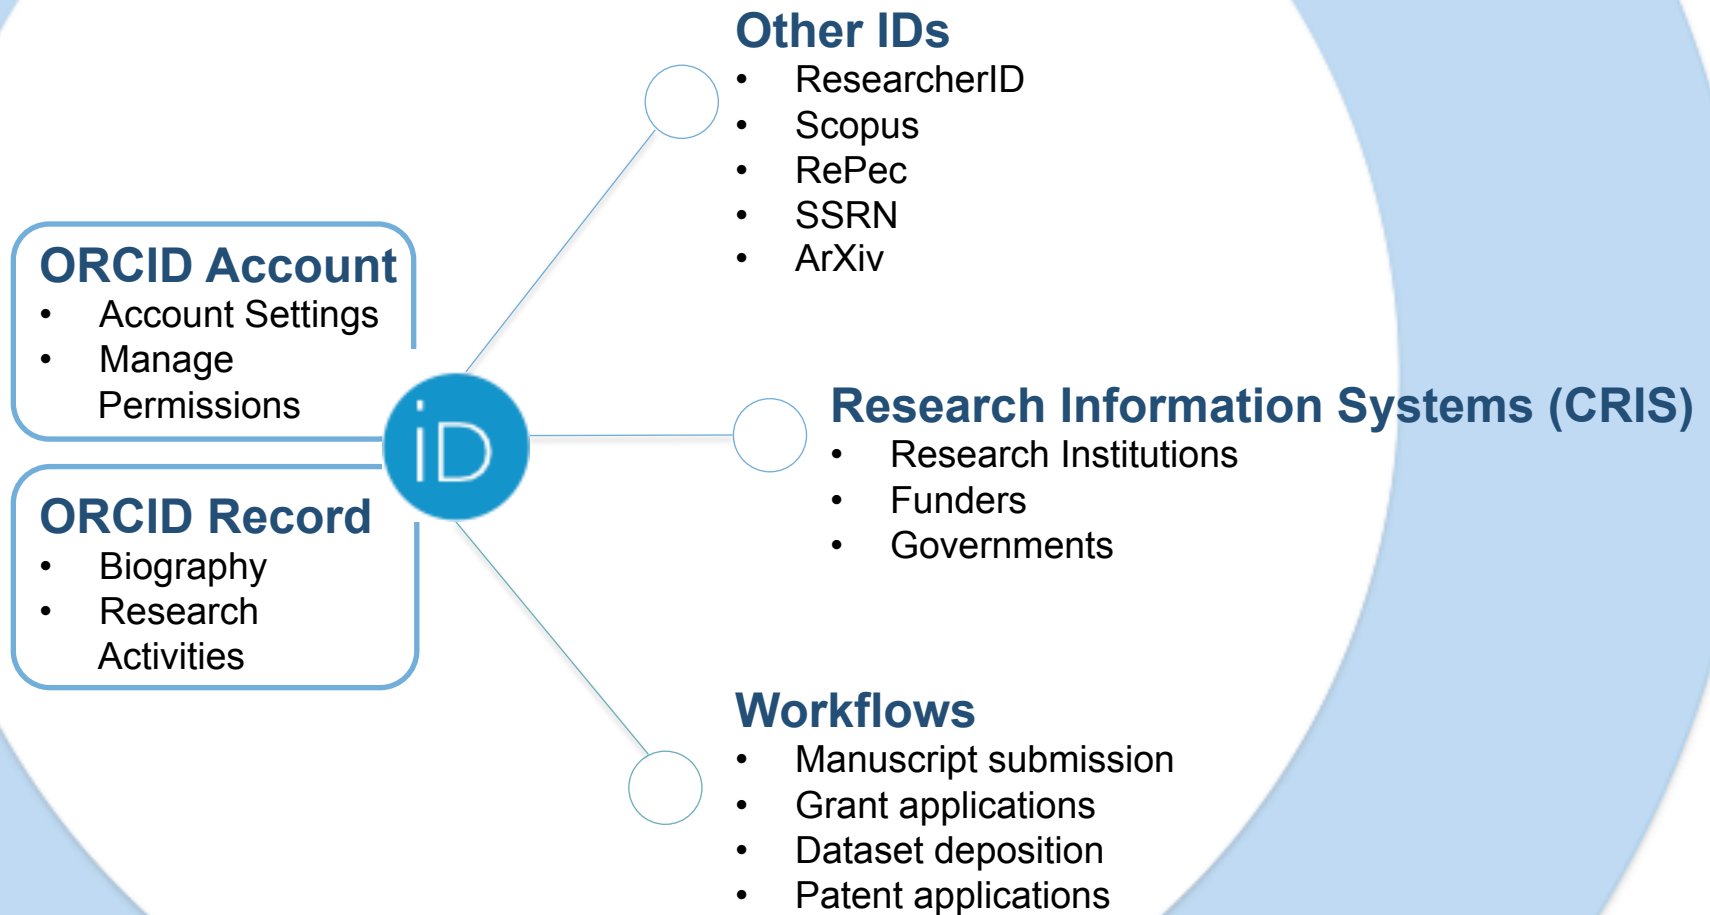 Other IDs
• ResearcherID
• Scopus
• RePec
• SSRN
• ArXiv
ORCID Account
• Account Settings
• Manage
Permissions
iD
ORCID Record
• Biography
• Research
Activities
Research Information Systems (CRIS)
• Research Institutions
• Funders
• Governments
Workflows
• Manuscript submission
• Grant applications
• Dataset deposition
• Patent applications